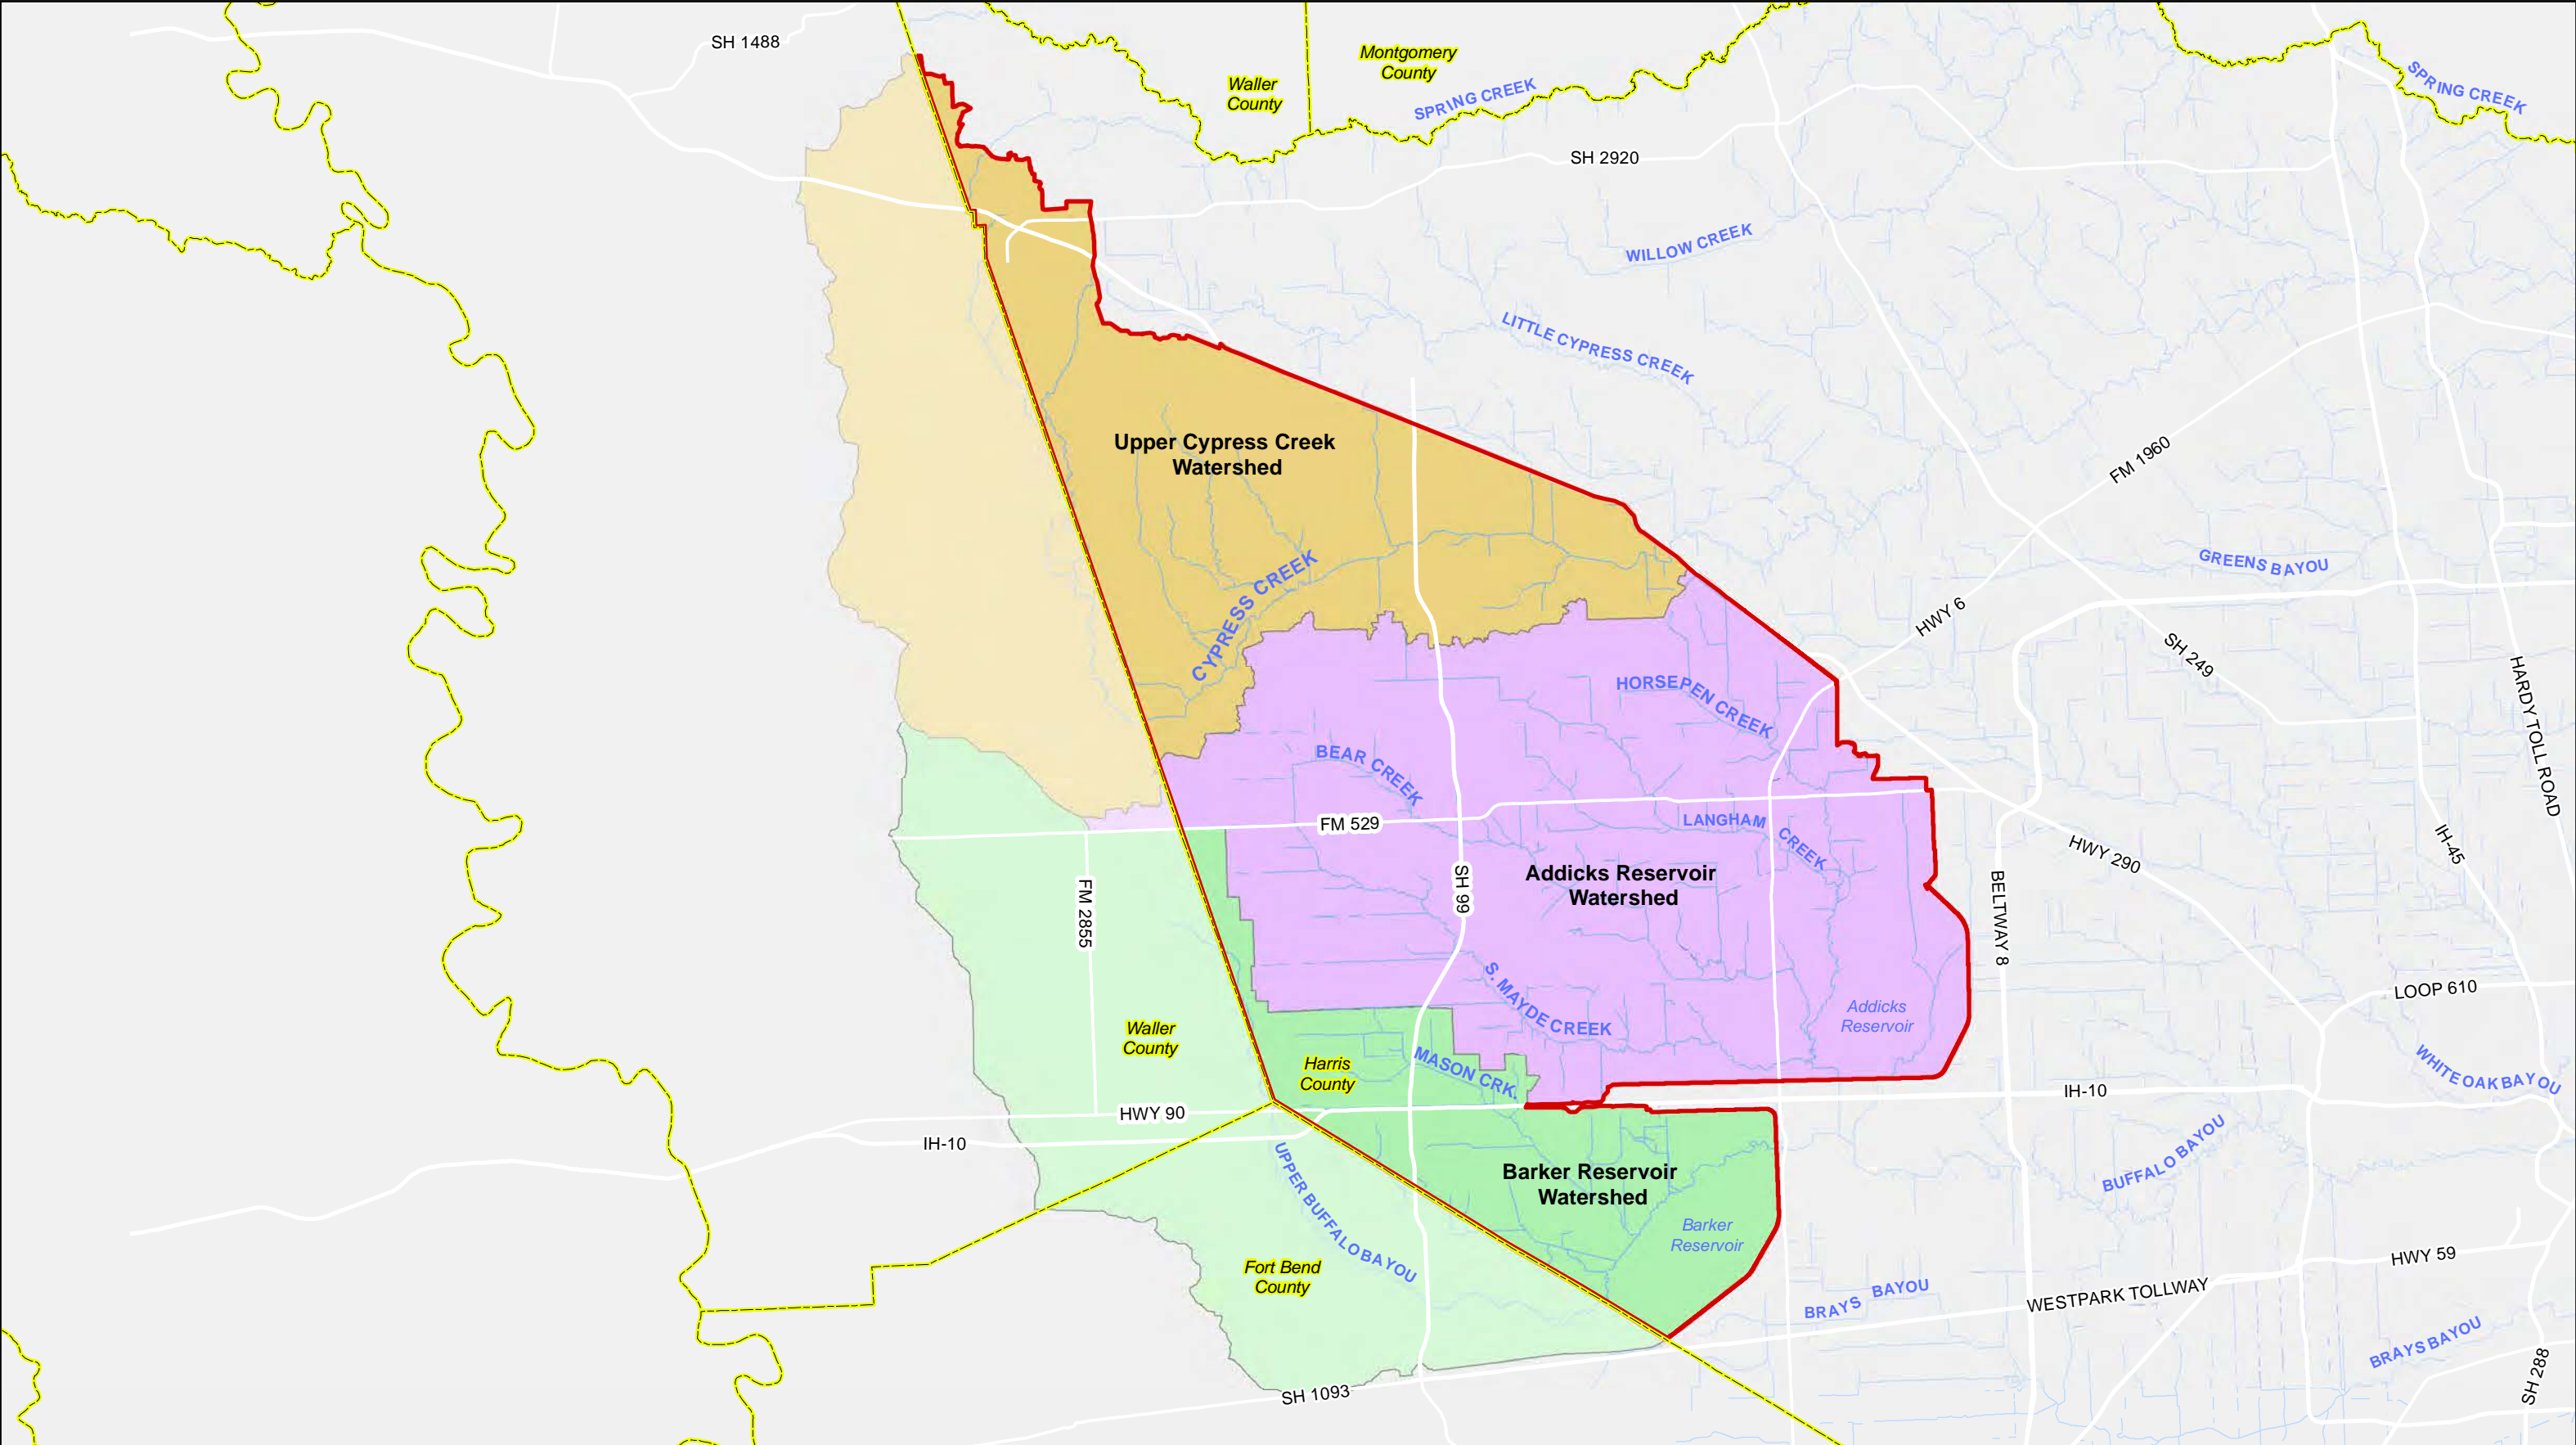 SH 1488
Montgomery
County
Waller
County
SPRING CREEK
SPRING CREEK
SH 2920
WILLOW CREEK
LITTLE CYPRESS CREEK
Upper Cypress Creek
Watershed
FM 1960
CYPRESS CREEK
GREENS BAYOU
HWY 6
SH 249
HARDY TOLL ROAD
HORSEPEN CREEK
BEAR CREEK
FM 529
LANGHAM CREEK
IH-45
HWY 290
Addicks Reservoir
Watershed
SH 99
FM 2855
BELTWAY 8
S. MAYDE CREEK
Addicks
Reservoir
LOOP 610
Waller
County
Harris
County
MASON CRK.
WHITE OAK BAYOU
IH-10
HWY 90
IH-10
UPPER BUFFALO BAYOU
BUFFALO BAYOU
Barker Reservoir
Watershed
Barker
Reservoir
Fort Bend
County
HWY 59
WESTPARK TOLLWAY
BRAYS BAYOU
BRAYS BAYOU
SH 288
SH 1093